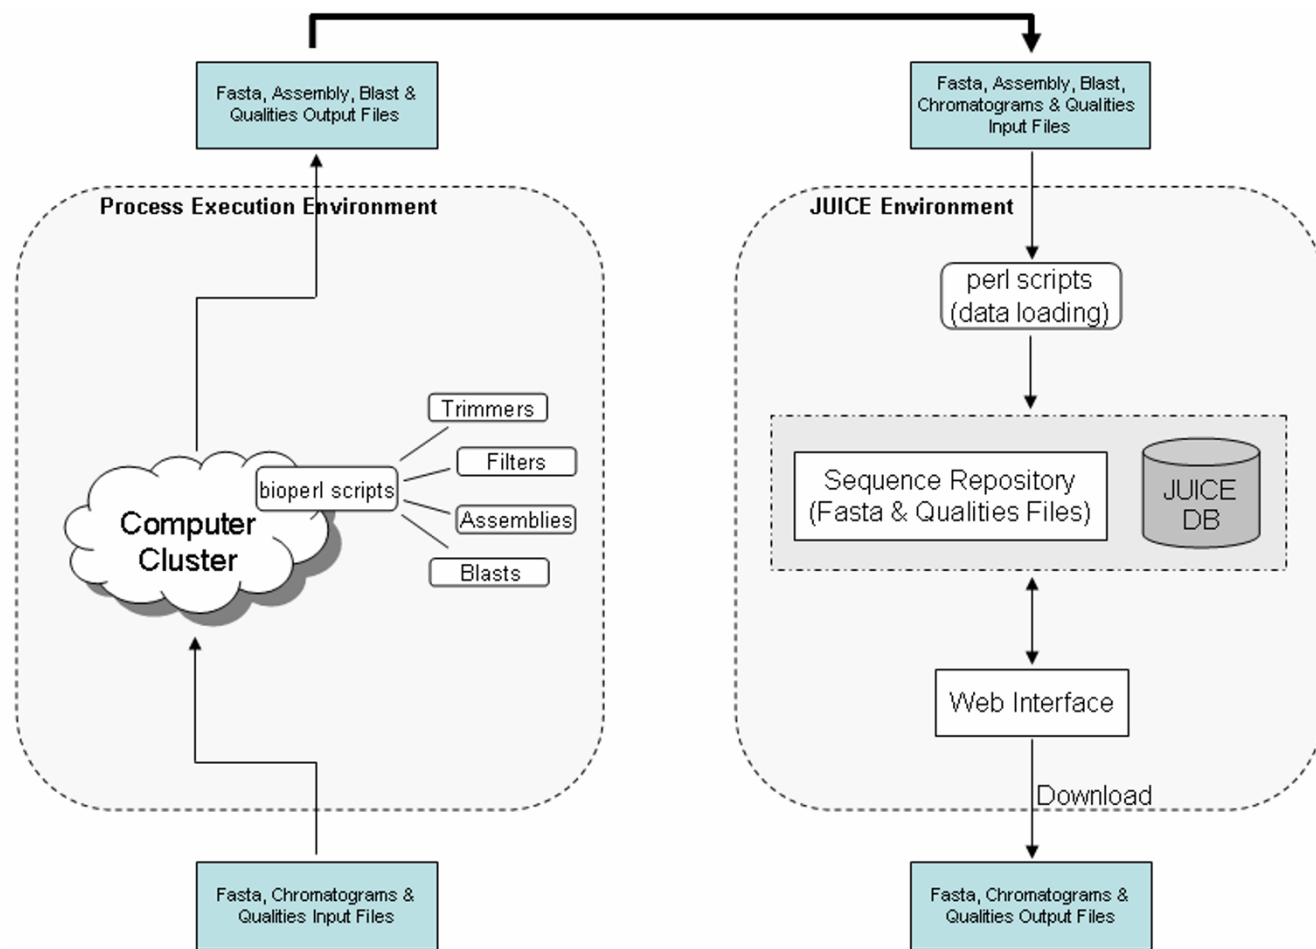 Fasta, Assembly, Blast &
Qualities Output Files
Fasta, Assembly, Blast,
Chromatograms & Qualities
Input Files
Process Execution Environment
JUICE Environment
perl scripts
(data loading)
Trimmers
Filters
bioperl scripts
Assemblies
Blasts
Computer
Cluster
Sequence Repository
(Fasta & Qualities Files)
JUICE
DB
Web Interface
Download
Fasta, Chromatograms &
Qualities Input Files
Fasta, Chromatograms &
Qualities Output Files